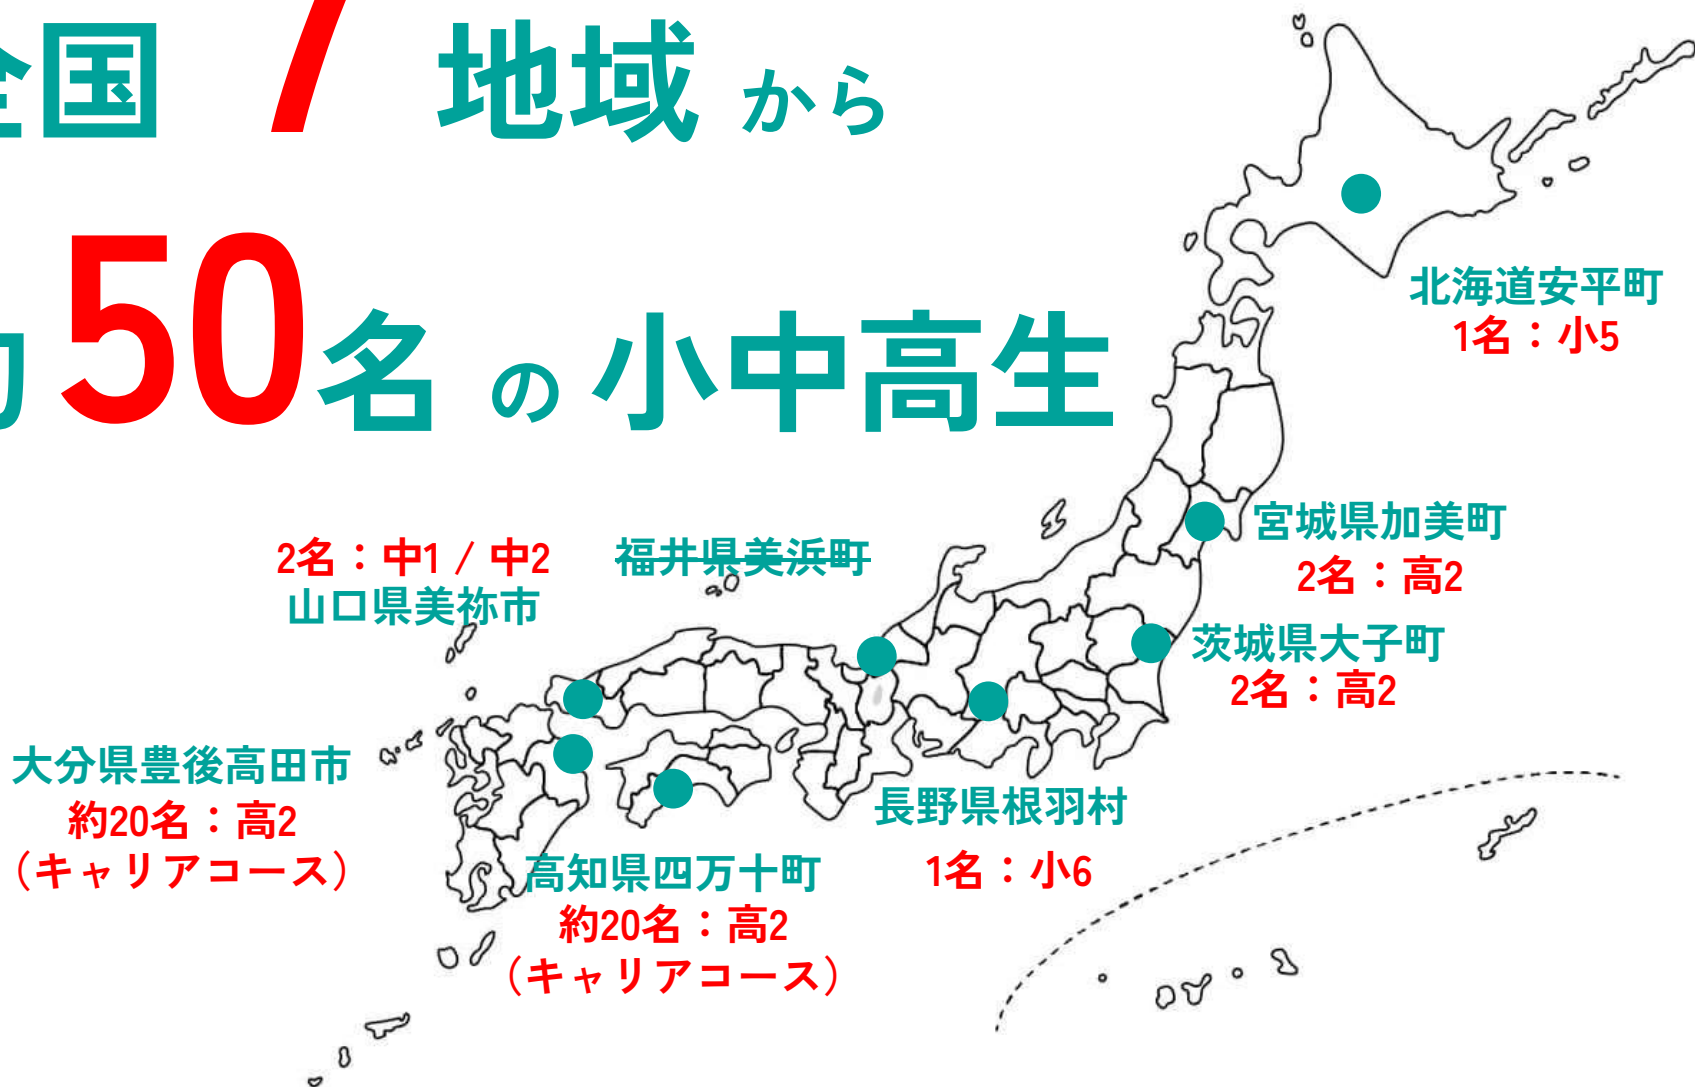 全国 7 地域 から
約50名 の 小中高生
北海道安平町
1名：小5
宮城県加美町
2名：高2
2名：中1 / 中2
山口県美祢市
福井県美浜町
茨城県大子町
2名：高2
大分県豊後高田市
約20名：高2
（キャリアコース）
長野県根羽村
1名：小6
高知県四万十町
約20名：高2
（キャリアコース）